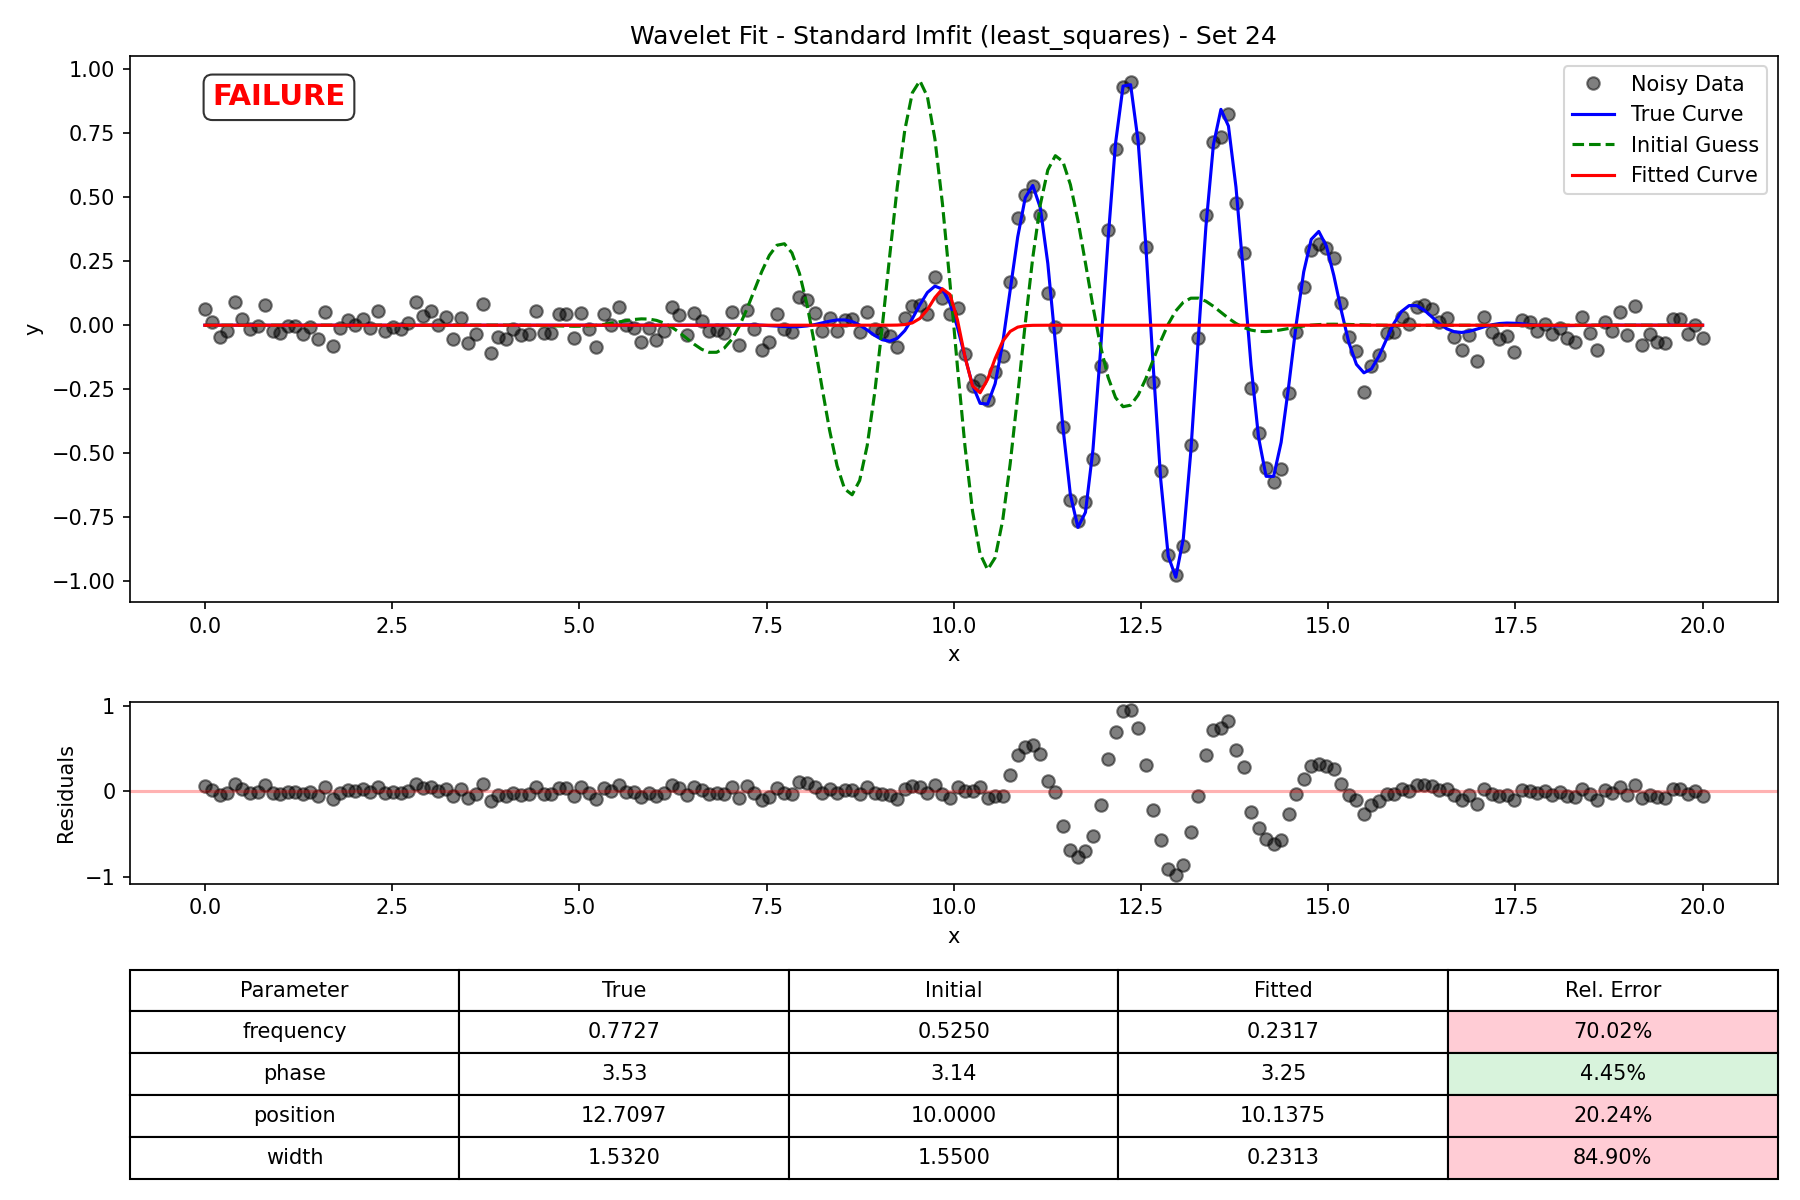 Wavelet Fit - Standard lmfit (least_squares) - Set 24
FAILURE
Noisy Data
True Curve
Initial Guess
Fitted Curve
1.00
0.75
0.50
0.25
0.00
−0.25
−0.50
−0.75
−1.00
y
0.0 2.5 5.0 7.5 10.0 12.5 15.0 17.5 20.0
x
1
0
−1
Residuals
0.0 2.5 5.0 7.5 10.0 12.5 15.0 17.5 20.0
x
Parameter True Initial Fitted Rel. Error
frequency 0.7727 0.5250 0.2317 70.02%
phase 3.53 3.14 3.25 4.45%
position 12.7097 10.0000 10.1375 20.24%
width 1.5320 1.5500 0.2313 84.90%